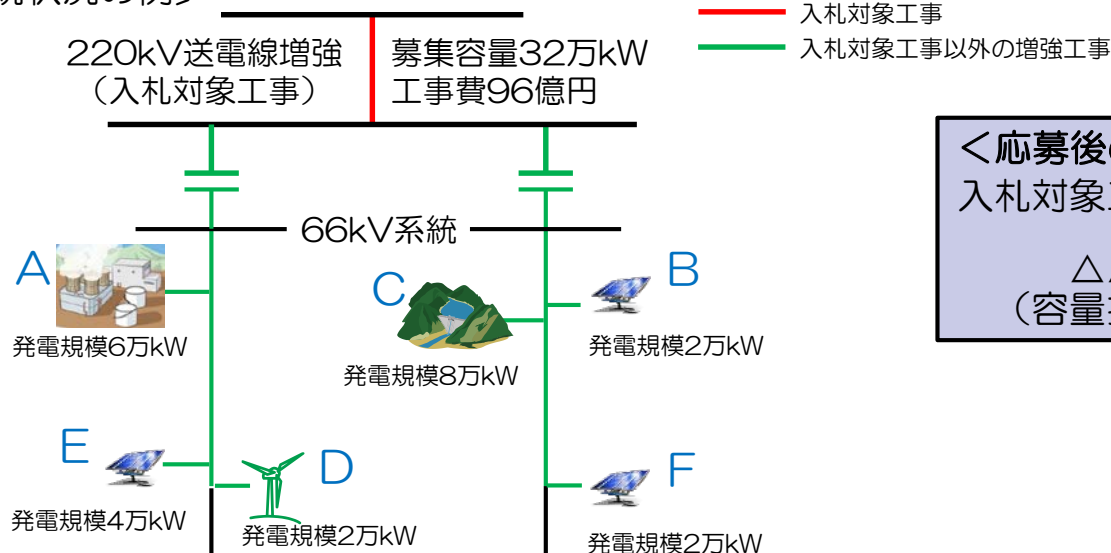 入札対象工事
入札対象工事以外の増強工事
220kV送電線増強
（入札対象工事）
募集容量32万kW
工事費96億円
＜応募後
入札対象
（容量
66kV系統
A
発電規模6万kW
C
発電規模8万kW
B
発電規模2万kW
E
発電規模4万kW
D
発電規模2万kW
F
発電規模2万kW